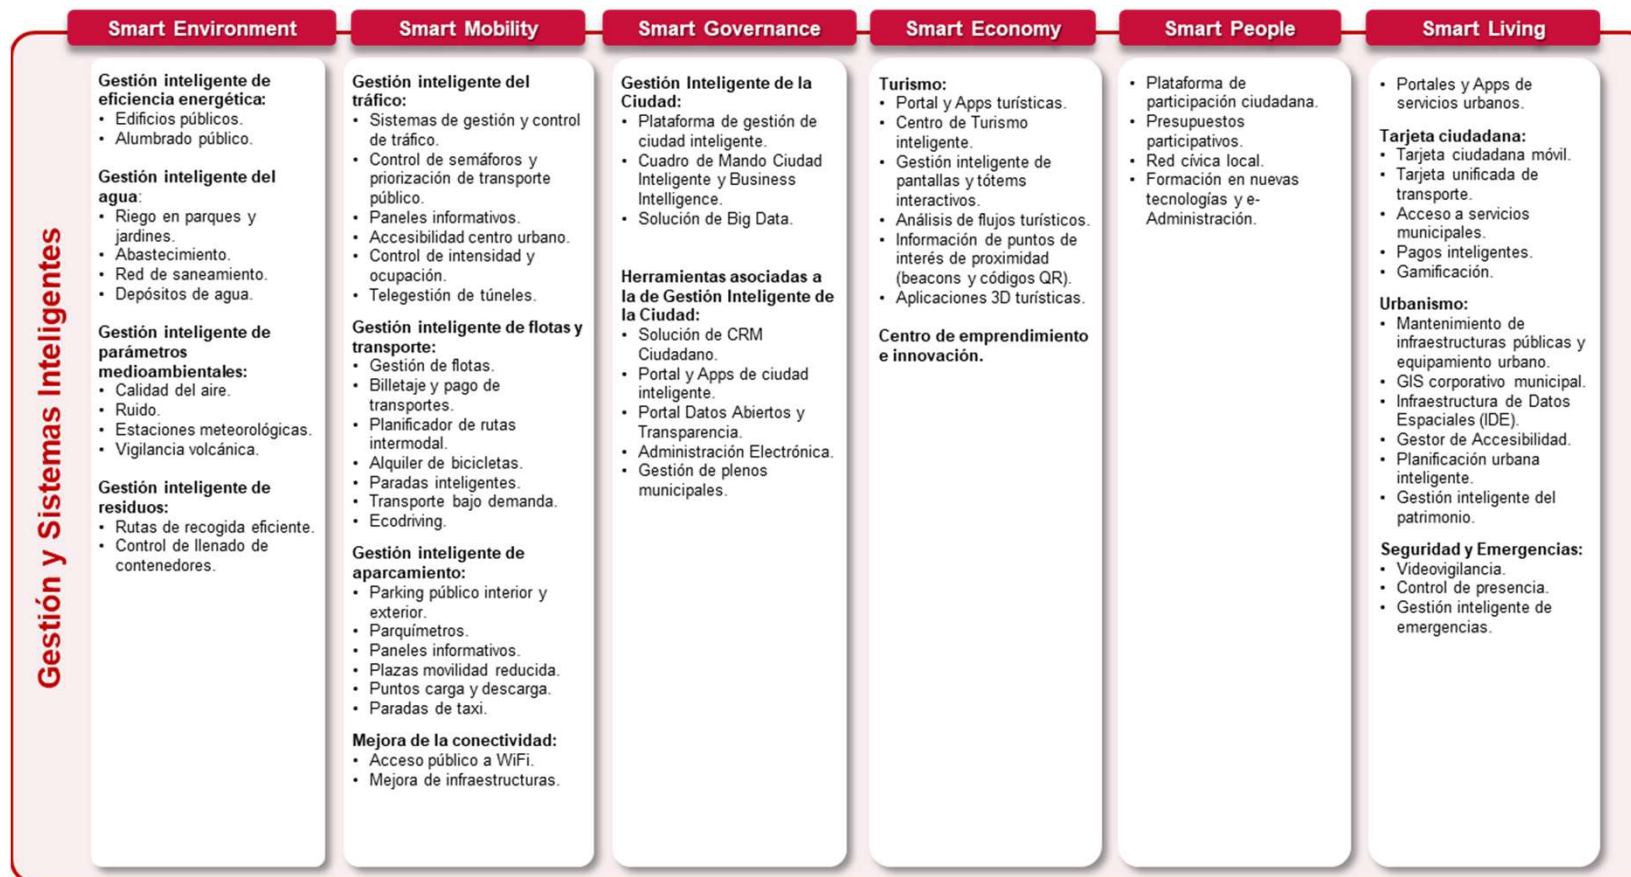 Gestión y Sistemas Inteligentes
Smart Environment
Gestión inteligente de
eficiencia energética:
• Edificios públicos.
• Alumbrado público.
Gestión inteligente del
agua:
• Riego en parques y
jardines.
• Abastecimiento.
• Red de saneamiento.
• Depósitos de agua.
Gestión inteligente de
parámetros
medioambientales:
• Calidad del aire.
• Ruido.
• Estaciones meteorológicas.
• Vigilancia volcánica.
Gestión inteligente de
residuos:
• Rutas de recogida eficiente.
• Control de llenado de
contenedores.
Smart Mobility
Gestión inteligente del
tráfico:
• Sistemas de gestión y control
de tráfico.
• Control de semáforos y
priorización de transporte
público.
• Paneles informativos.
• Accesibilidad centro urbano.
• Control de intensidad y
ocupación.
• Telegestión de túneles.
Gestión inteligente de flotas y
transporte:
• Gestión de flotas.
• Billetaje y pago de
transportes.
• Planificador de rutas
intermodal.
• Alquiler de bicicletas.
• Paradas inteligentes.
• Transporte bajo demanda.
• Ecodriving.
Gestión inteligente de
aparcamiento:
• Parking público interior y
exterior.
• Parquímetros.
• Paneles informativos.
• Plazas movilidad reducida.
• Puntos carga y descarga.
• Paradas de taxi.
Mejora de la conectividad:
• Acceso público a WiFi.
• Mejora de infraestructuras.
Smart Governance
Gestión Inteligente de la
Ciudad:
• Plataforma de gestión de
ciudad inteligente.
• Cuadro de Mando Ciudad
Inteligente y Business
Intelligence.
• Solución de Big Data.
Herramientas asociadas a
la de Gestión Inteligente de
la Ciudad:
• Solución de CRM
Ciudadano.
• Portal y Apps de ciudad
inteligente.
• Portal Datos Abiertos y
Transparencia.
• Administración Electrónica.
• Gestión de plenos
municipales.
Smart Economy
Turismo:
• Portal y Apps turísticas.
• Centro de Turismo
inteligente.
• Gestión inteligente de
pantallas y tótems
interactivos.
• Análisis de flujos turísticos.
• Información de puntos de
interés de proximidad
(beacons y códigos QR).
• Aplicaciones 3D turísticas.
Centro de emprendimiento
e innovación.
Smart People
• Plataforma de
participación ciudadana.
• Presupuestos
participativos.
• Red cívica local.
• Formación en nuevas
tecnologías y e-
Administración.
Smart Living
• Portales y Apps de
servicios urbanos.
Tarjeta ciudadana:
• Tarjeta ciudadana móvil.
• Tarjeta unificada de
transporte.
• Acceso a servicios
municipales.
• Pagos inteligentes.
• Gamificación.
Urbanismo:
• Mantenimiento de
infraestructuras públicas y
equipamiento urbano.
• GIS corporativo municipal.
• Infraestructura de Datos
Espaciales (IDE).
• Gestor de Accesibilidad.
• Planificación urbana
inteligente.
• Gestión inteligente del
patrimonio.
Seguridad y Emergencias:
• Videovigilancia.
• Control de presencia.
• Gestión inteligente de
emergencias.